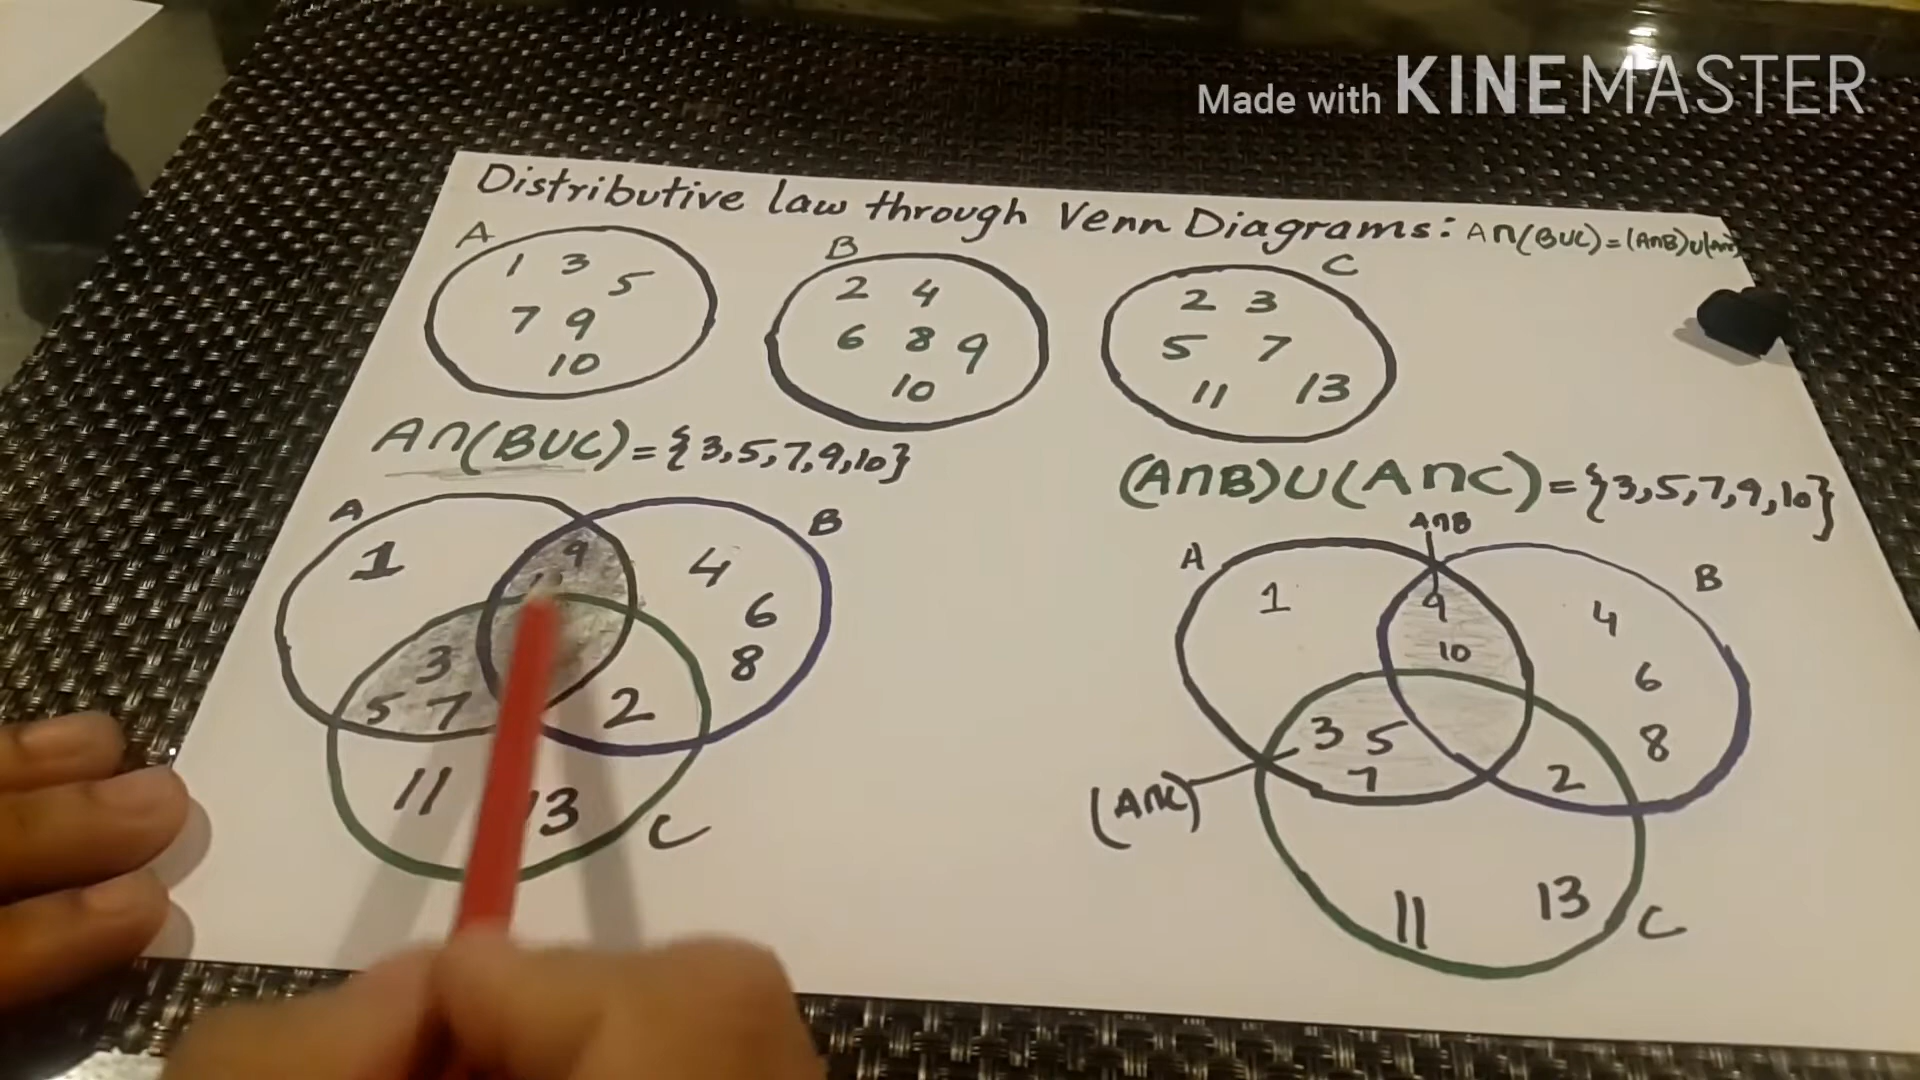 Made with KINEMASTER
Distributive law through Venn Diagrams: A∩(BUC)=(A∩B)U(A∩C)
A
1 3 5
7 9
10
B
2 4
6 8 9
10
C
2 3
5 7
11 13
A∩(BUC)={3,5,7,9,10}
A
B
1
9
4
6
8
3
5 7
2
11
13
C
(A∩B)U(A∩C)={3,5,7,9,10}
A∩B
A
B
1
9
10
4
6
8
3 5
7
2
(A∩C)
11
13
C